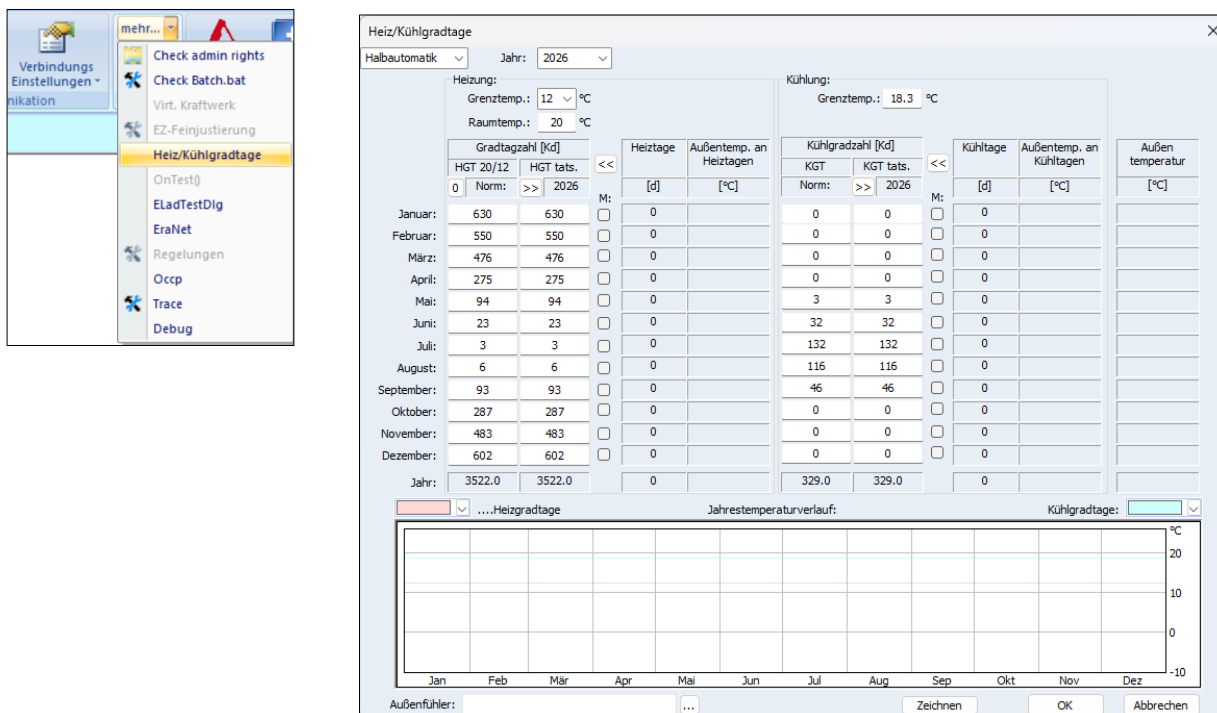 mehr...
Verbindungs
Einstellungen
nikation
Check admin rights
Check Batch.bat
Virt. Kraftwerk
EZ-Feinjustierung
Heiz/Kühlgradtage
OnTest()
ELadTestDlg
EraNet
Regelungen
Occp
Trace
Debug
Heiz/Kühlgradtage
Halbautomatik Jahr: 2026
Heizung: Kühlung:
Grenztemp.: 12 ºC Grenztemp.: 18.3 ºC
Raumtemp.: 20 ºC
Gradtagzahl [Kd] Heiztage Außentemp. an Heiztagen Kühlgradzahl [Kd] Kühltage Außentemp. an Kühltagen Außen temperatur
HGT 20/12 HGT tats. << KGT KGT tats. <<
0 Norm: >> 2026 M: [d] [ºC] Norm: >> 2026 M: [d] [ºC] [ºC]
Januar: 630 630 0 0 0 0
Februar: 550 550 0 0 0 0
März: 476 476 0 0 0 0
April: 275 275 0 0 0 0
Mai: 94 94 0 3 3 0
Juni: 23 23 0 32 32 0
Juli: 3 3 0 132 132 0
August: 6 6 0 116 116 0
September: 93 93 0 46 46 0
Oktober: 287 287 0 0 0 0
November: 483 483 0 0 0 0
Dezember: 602 602 0 0 0 0
Jahr: 3522.0 3522.0 0 329.0 329.0 0
....Heizgradtage Jahrestemperaturverlauf: Kühlgradtage:
ºC
20
10
0
-10
Jan Feb Mär Apr Mai Jun Jul Aug Sep Okt Nov Dez
Außenfühler: ... Zeichnen OK Abbrechen